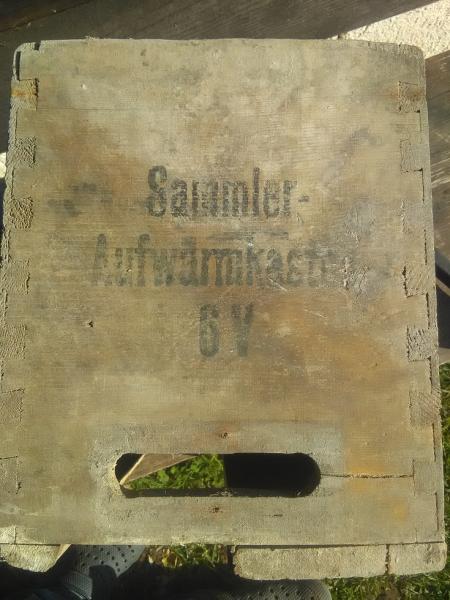 Sammler-
Aufwärmkasten
6 V